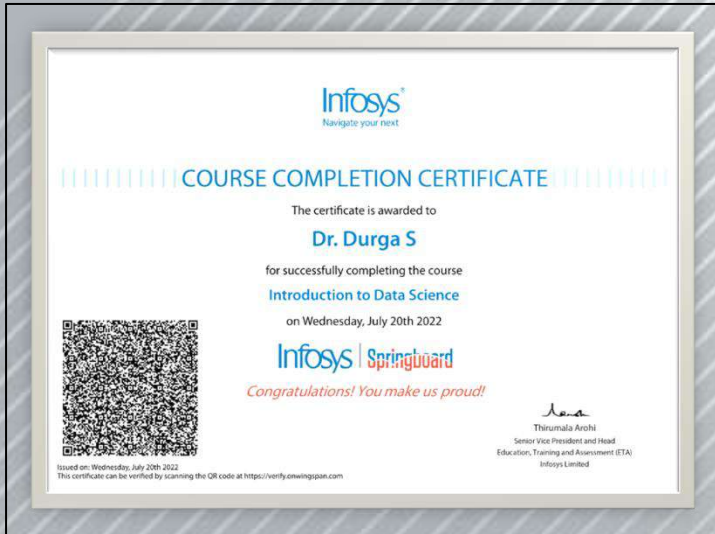 Infosys®
Navigate your next
COURSE COMPLETION CERTIFICATE
The certificate is awarded to
Dr. Durga S
for successfully completing the course
Introduction to Data Science
on Wednesday, July 20th 2022
Infosys | Springboard
Congratulations! You make us proud!
Thirumala Arohi
Senior Vice President and Head
Education, Training and Assessment (ETA)
Infosys Limited
Issued on: Wednesday, July 20th 2022
This certificate can be verified by scanning the QR code at https://verify.onwingspan.com